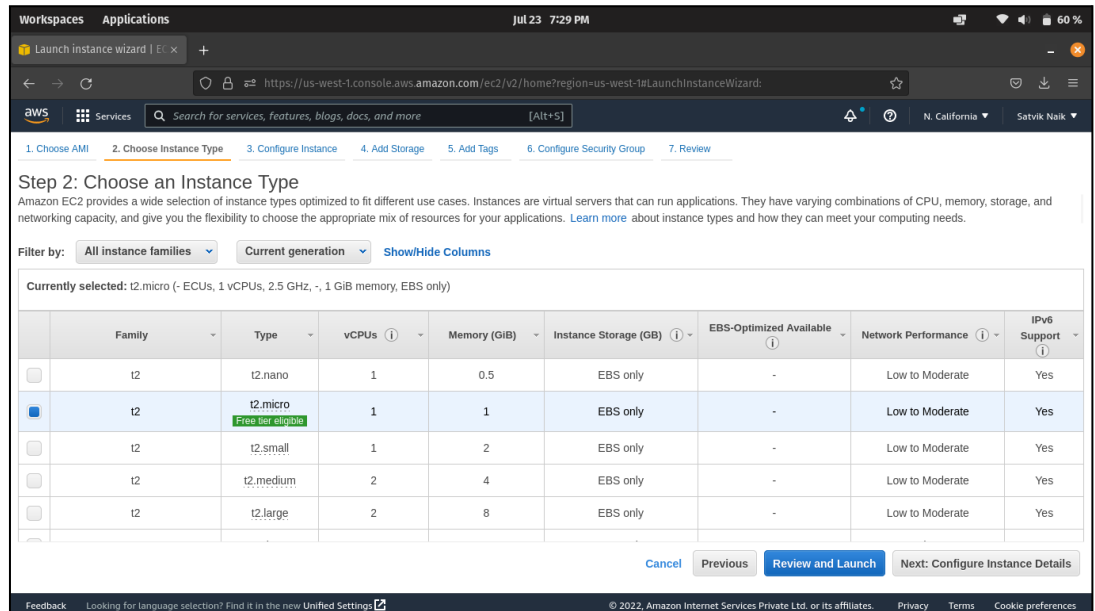 Workspaces Applications Jul 23 7:29 PM 60 %
Launch instance wizard | EC × +
https://us-west-1.console.aws.amazon.com/ec2/v2/home?region=us-west-1#LaunchInstanceWizard:
aws Services Search for services, features, blogs, docs, and more [Alt+S] N. California Satvik Naik
1. Choose AMI 2. Choose Instance Type 3. Configure Instance 4. Add Storage 5. Add Tags 6. Configure Security Group 7. Review
Step 2: Choose an Instance Type
Amazon EC2 provides a wide selection of instance types optimized to fit different use cases. Instances are virtual servers that can run applications. They have varying combinations of CPU, memory, storage, and
networking capacity, and give you the flexibility to choose the appropriate mix of resources for your applications. Learn more about instance types and how they can meet your computing needs.
Filter by: All instance families Current generation Show/Hide Columns
Currently selected: t2.micro (- ECUs, 1 vCPUs, 2.5 GHz, -, 1 GiB memory, EBS only)
Family Type vCPUs Memory (GiB) Instance Storage (GB) EBS-Optimized Available Network Performance IPv6 Support
t2 t2.nano 1 0.5 EBS only - Low to Moderate Yes
t2 t2.micro Free tier eligible 1 1 EBS only - Low to Moderate Yes
t2 t2.small 1 2 EBS only - Low to Moderate Yes
t2 t2.medium 2 4 EBS only - Low to Moderate Yes
t2 t2.large 2 8 EBS only - Low to Moderate Yes
Cancel Previous Review and Launch Next: Configure Instance Details
Feedback Looking for language selection? Find it in the new Unified Settings © 2022, Amazon Internet Services Private Ltd. or its affiliates. Privacy Terms Cookie preferences